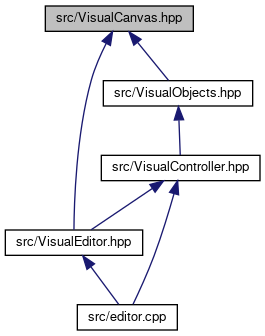 src/VisualCanvas.hpp
src/VisualObjects.hpp
src/VisualController.hpp
src/VisualEditor.hpp
src/editor.cpp